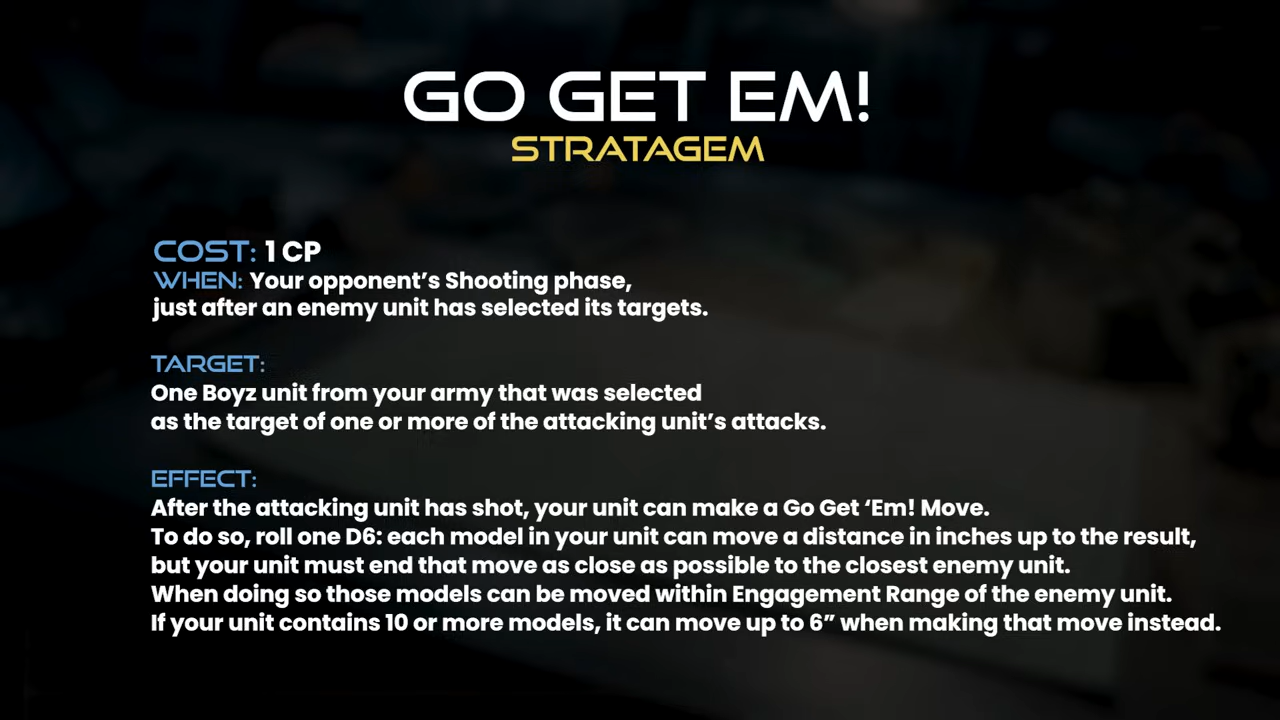 GO GET EM!
STRATAGEM
COST: 1 CP
WHEN: Your opponent’s Shooting phase,
just after an enemy unit has selected its targets.
TARGET:
One Boyz unit from your army that was selected
as the target of one or more of the attacking unit’s attacks.
EFFECT:
After the attacking unit has shot, your unit can make a Go Get ‘Em! Move.
To do so, roll one D6: each model in your unit can move a distance in inches up to the result,
but your unit must end that move as close as possible to the closest enemy unit.
When doing so those models can be moved within Engagement Range of the enemy unit.
If your unit contains 10 or more models, it can move up to 6” when making that move instead.